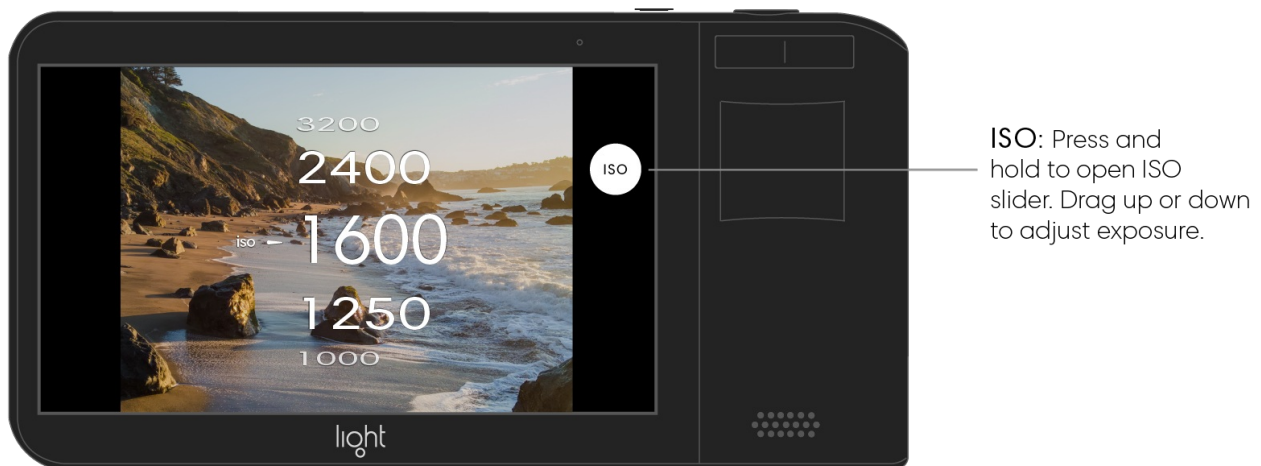 3200
2400
iso 1600
1250
1000
ISO
light
ISO: Press and
hold to open ISO
slider. Drag up or down
to adjust exposure.